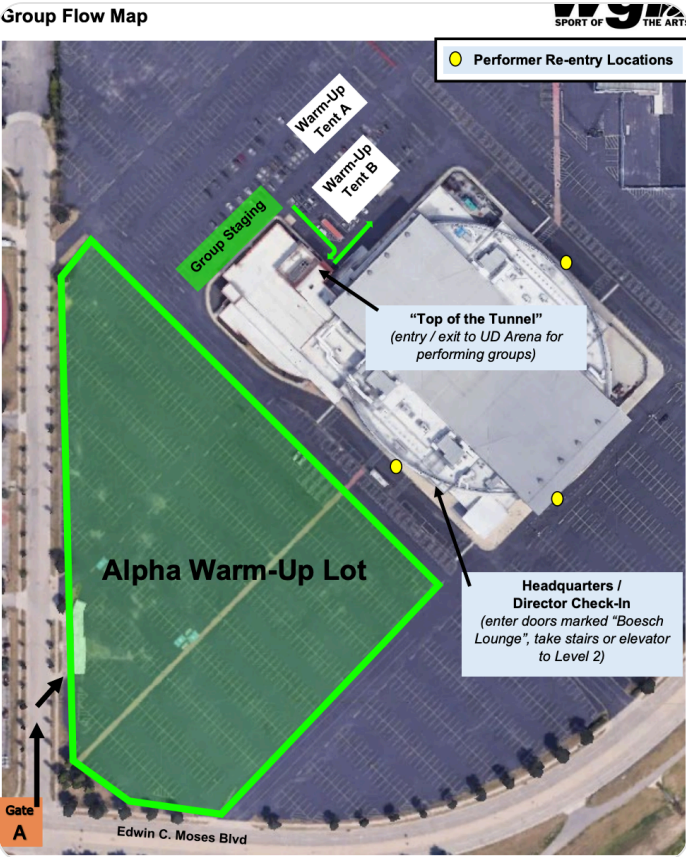 Group Flow Map
SPORT OF THE ARTS
Performer Re-entry Locations
Warm-Up
Tent A
Warm-Up
Tent B
Group Staging
“Top of the Tunnel”
(entry / exit to UD Arena for
performing groups)
Alpha Warm-Up Lot
Headquarters /
Director Check-In
(enter doors marked “Boesch
Lounge”, take stairs or elevator
to Level 2)
Gate
A
Edwin C. Moses Blvd